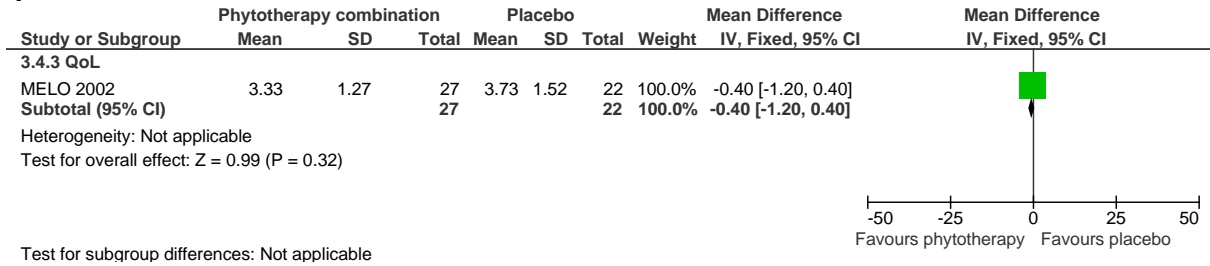 Phytotherapy combination Placebo Mean Difference Mean Difference
Study or Subgroup Mean SD Total Mean SD Total Weight IV, Fixed, 95% CI IV, Fixed, 95% CI
3.4.3 QoL
MELO 2002 3.33 1.27 27 3.73 1.52 22 100.0% -0.40 [-1.20, 0.40]
Subtotal (95% CI) 27 22 100.0% -0.40 [-1.20, 0.40]
Heterogeneity: Not applicable
Test for overall effect: Z = 0.99 (P = 0.32)
-50 -25 0 25 50
Favours phytotherapy Favours placebo
Test for subgroup differences: Not applicable